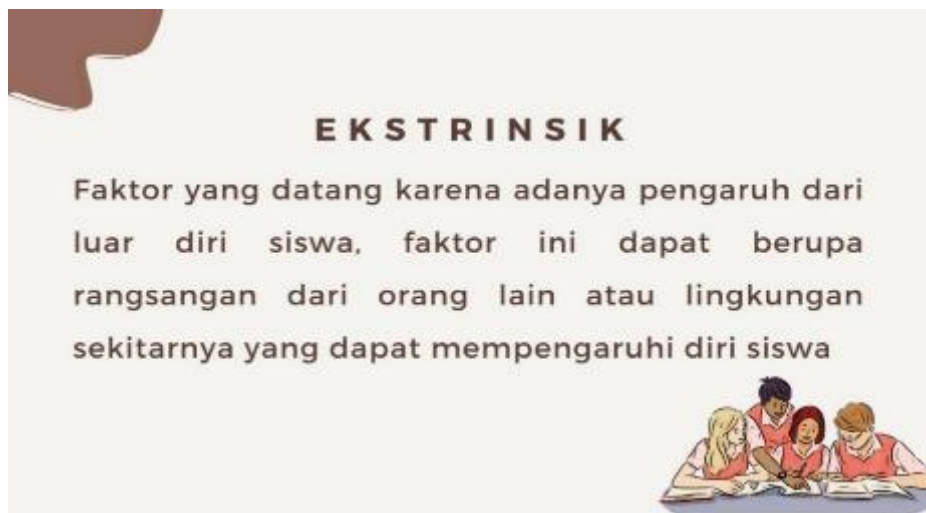 EKSTRINSIK
Faktor yang datang karena adanya pengaruh dari
luar diri siswa, faktor ini dapat berupa
rangsangan dari orang lain atau lingkungan
sekitarnya yang dapat mempengaruhi diri siswa